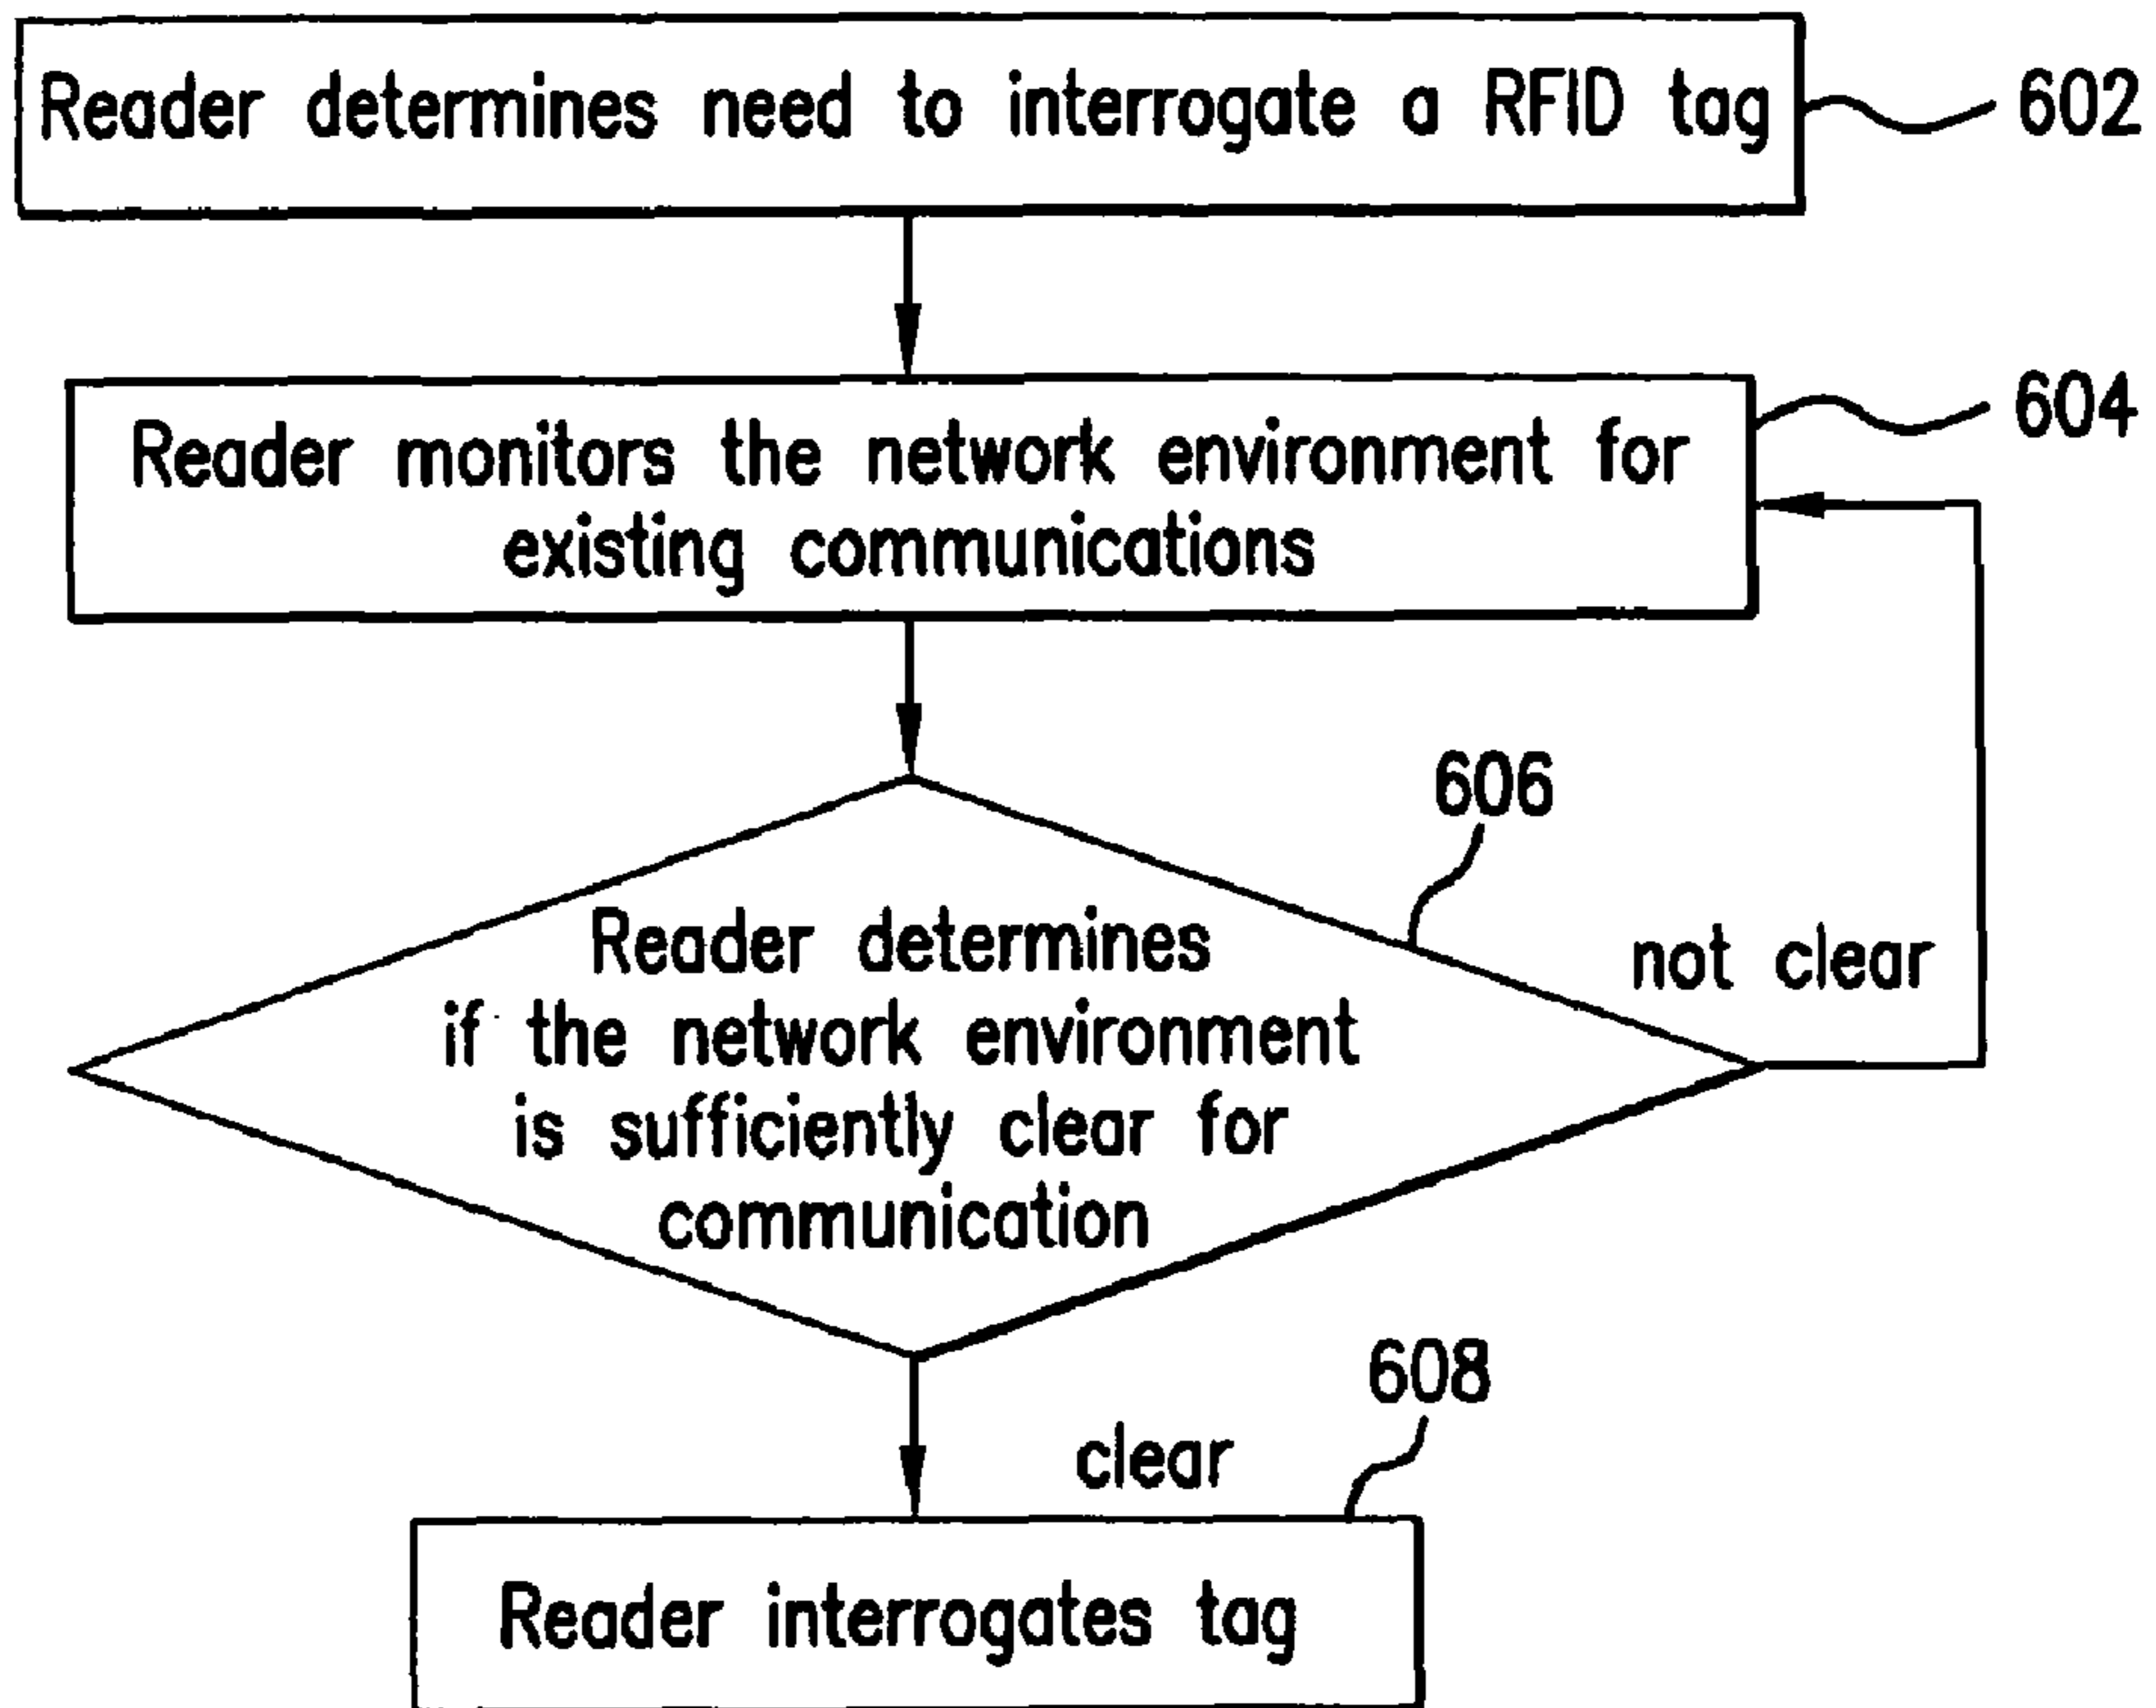 Reader determines need to interrogate a RFID tag
602
604
Reader monitors the network environment for
existing communications
606
not clear
Reader determines
if the network environment
is sufficiently clear for
communication
608
clear
Reader interrogates tag